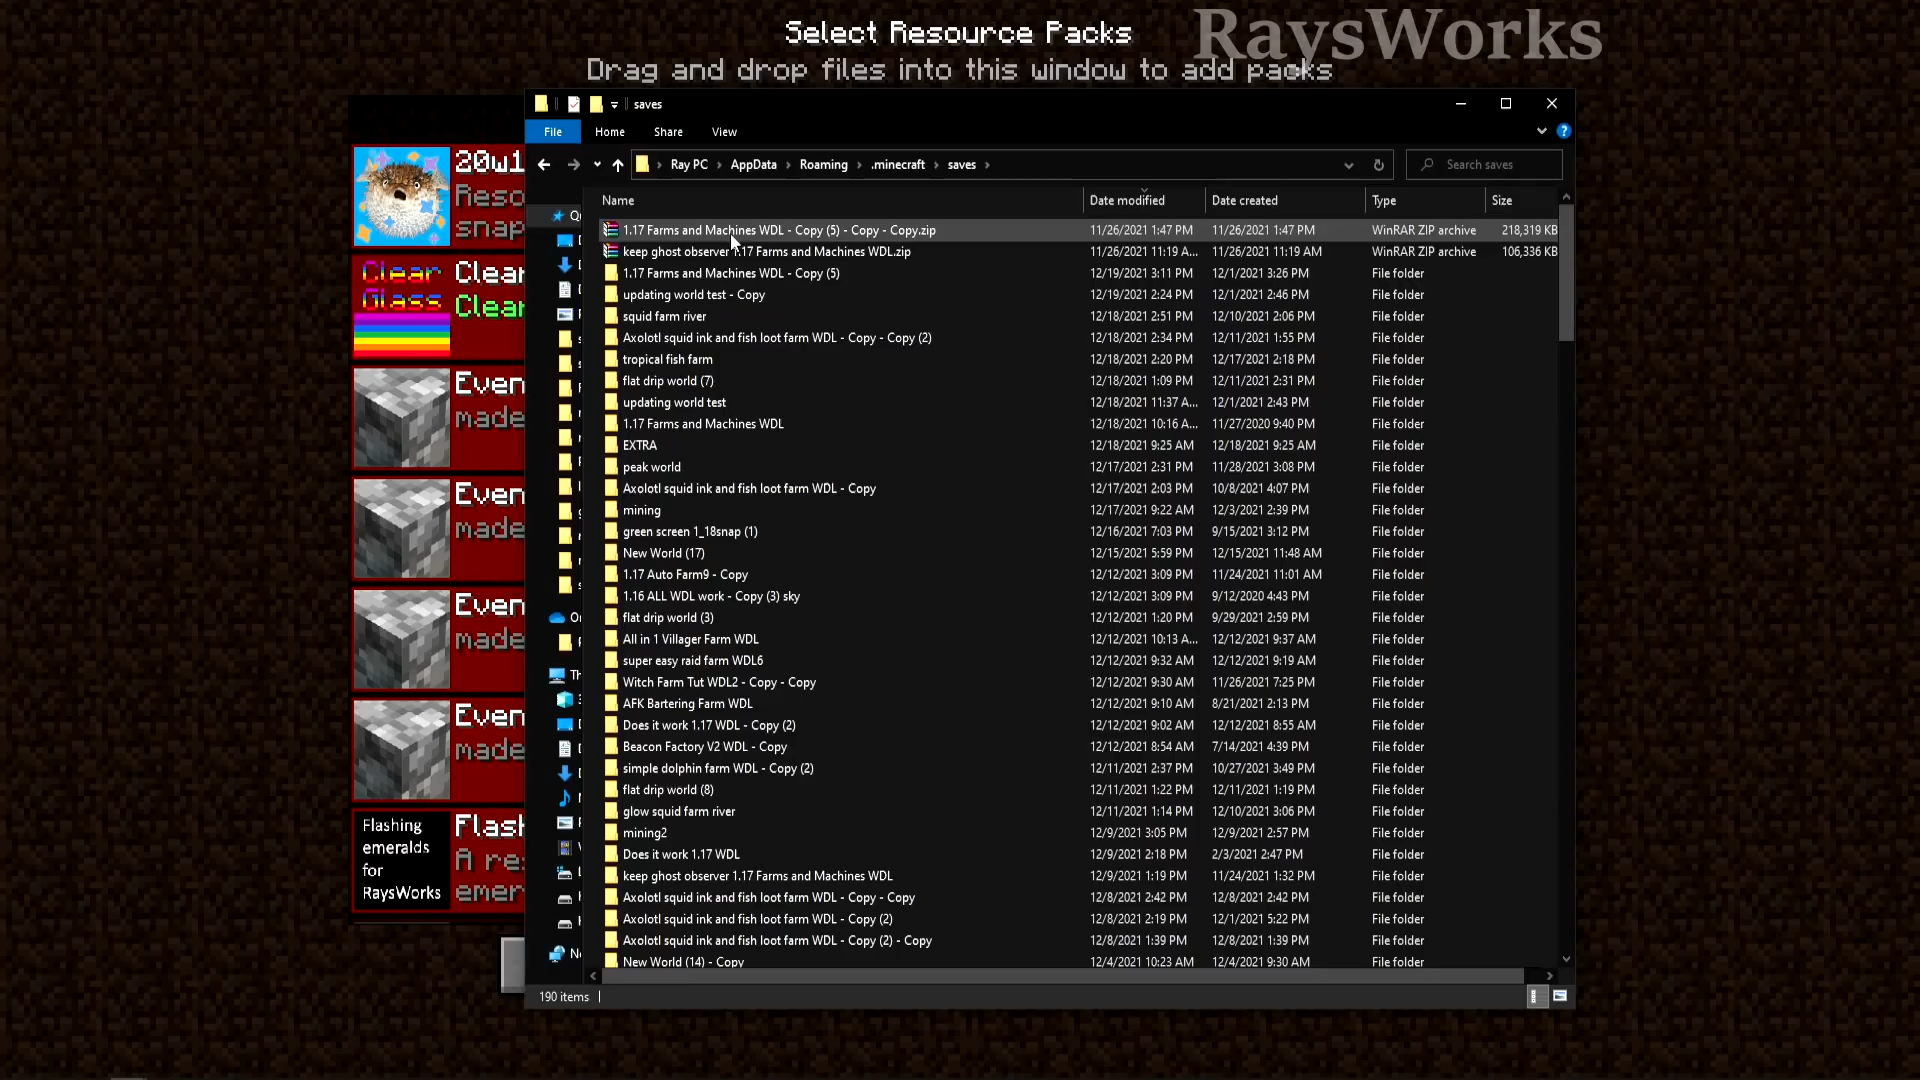 Select Resource Packs
RaysWorks
Drag and drop files into this window to add packs
saves
File Home Share View
Ray PC AppData Roaming .minecraft saves
Search saves
Name Date modified Date created Type Size
1.17 Farms and Machines WDL - Copy (5) - Copy - Copy.zip 11/26/2021 1:47 PM 11/26/2021 1:47 PM WinRAR ZIP archive 218,319 KB
keep ghost observer 1.17 Farms and Machines WDL.zip 11/26/2021 11:19 A... 11/26/2021 11:19 AM WinRAR ZIP archive 106,336 KB
1.17 Farms and Machines WDL - Copy (5) 12/19/2021 3:11 PM 12/1/2021 3:26 PM File folder
updating world test - Copy 12/19/2021 2:24 PM 12/1/2021 2:46 PM File folder
squid farm river 12/18/2021 2:51 PM 12/10/2021 2:06 PM File folder
Axolotl squid ink and fish loot farm WDL - Copy - Copy (2) 12/18/2021 2:34 PM 12/11/2021 1:55 PM File folder
tropical fish farm 12/18/2021 2:20 PM 12/17/2021 2:18 PM File folder
flat drip world (7) 12/18/2021 1:09 PM 12/11/2021 2:31 PM File folder
updating world test 12/18/2021 11:37 A... 12/1/2021 2:43 PM File folder
1.17 Farms and Machines WDL 12/18/2021 10:16 A... 11/27/2020 9:40 PM File folder
EXTRA 12/18/2021 9:25 AM 12/18/2021 9:25 AM File folder
peak world 12/17/2021 2:31 PM 11/28/2021 3:08 PM File folder
Axolotl squid ink and fish loot farm WDL - Copy 12/17/2021 2:03 PM 10/8/2021 4:07 PM File folder
mining 12/17/2021 9:22 AM 12/3/2021 2:39 PM File folder
green screen 1_18snap (1) 12/16/2021 7:03 PM 9/15/2021 3:12 PM File folder
New World (17) 12/15/2021 5:59 PM 12/15/2021 11:48 AM File folder
1.17 Auto Farm9 - Copy 12/12/2021 3:09 PM 11/24/2021 11:01 AM File folder
1.16 ALL WDL work - Copy (3) sky 12/12/2021 3:09 PM 9/12/2020 4:43 PM File folder
flat drip world (3) 12/12/2021 1:20 PM 9/29/2021 2:59 PM File folder
All in 1 Villager Farm WDL 12/12/2021 10:13 A... 12/12/2021 9:37 AM File folder
super easy raid farm WDL6 12/12/2021 9:32 AM 12/12/2021 9:19 AM File folder
Witch Farm Tut WDL2 - Copy - Copy 12/12/2021 9:30 AM 11/26/2021 7:25 PM File folder
AFK Bartering Farm WDL 12/12/2021 9:10 AM 8/21/2021 2:13 PM File folder
Does it work 1.17 WDL - Copy (2) 12/12/2021 9:02 AM 12/12/2021 8:55 AM File folder
Beacon Factory V2 WDL - Copy 12/12/2021 8:54 AM 7/14/2021 4:39 PM File folder
simple dolphin farm WDL - Copy (2) 12/11/2021 2:37 PM 10/27/2021 3:49 PM File folder
flat drip world (8) 12/11/2021 1:22 PM 12/11/2021 1:19 PM File folder
glow squid farm river 12/11/2021 1:14 PM 12/10/2021 3:06 PM File folder
mining2 12/9/2021 3:05 PM 12/9/2021 2:57 PM File folder
Does it work 1.17 WDL 12/9/2021 2:18 PM 2/3/2021 2:47 PM File folder
keep ghost observer 1.17 Farms and Machines WDL 12/9/2021 1:19 PM 11/24/2021 1:32 PM File folder
Axolotl squid ink and fish loot farm WDL - Copy - Copy 12/8/2021 2:42 PM 12/8/2021 2:42 PM File folder
Axolotl squid ink and fish loot farm WDL - Copy (2) 12/8/2021 2:19 PM 12/1/2021 5:22 PM File folder
Axolotl squid ink and fish loot farm WDL - Copy (2) - Copy 12/8/2021 1:39 PM 12/8/2021 1:39 PM File folder
New World (14) - Copy 12/4/2021 10:23 AM 12/4/2021 9:30 AM File folder
190 items
20w1
Reso
snap
Clear
Glass
Clear
Clear
Even
made
Even
made
Even
made
Even
made
Flashing
emeralds
for
RaysWorks
Flash
A re
emer